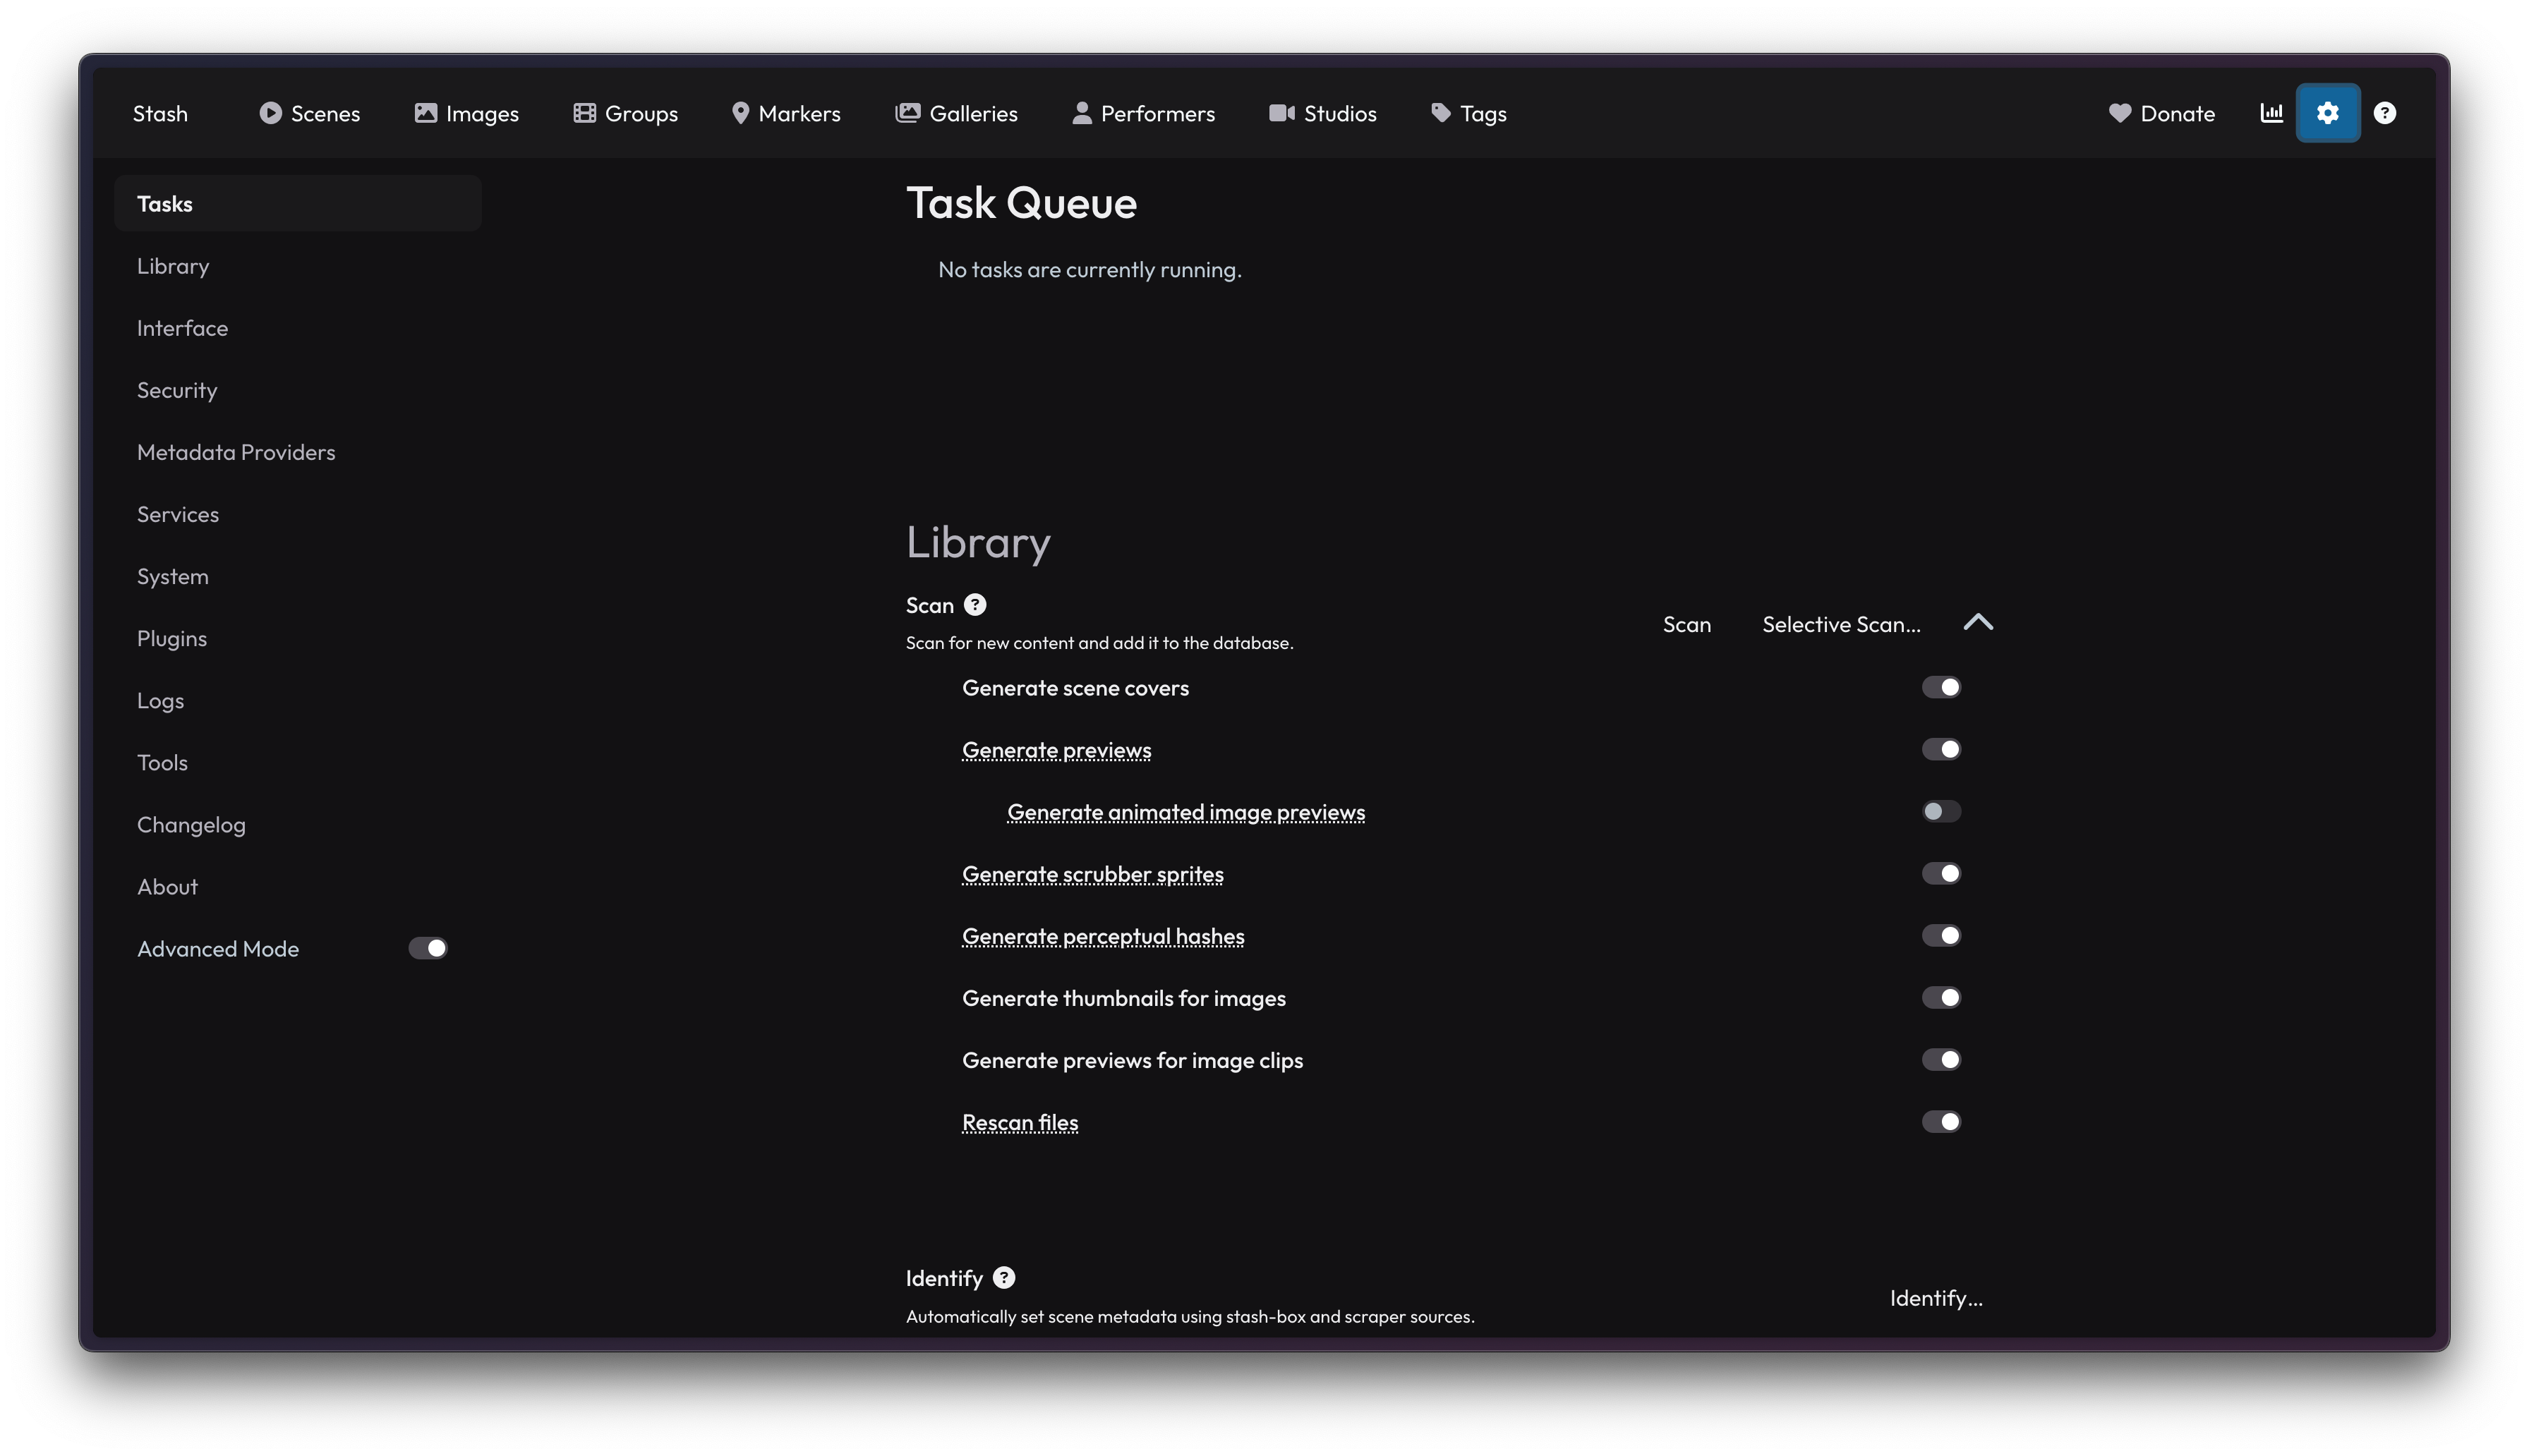 Stash Scenes Images Groups Markers Galleries Performers Studios Tags Donate
Tasks
Library
Interface
Security
Metadata Providers
Services
System
Plugins
Logs
Tools
Changelog
About
Advanced Mode
Task Queue
No tasks are currently running.
Library
Scan
Scan for new content and add it to the database.
Scan Selective Scan...
Generate scene covers
Generate previews
Generate animated image previews
Generate scrubber sprites
Generate perceptual hashes
Generate thumbnails for images
Generate previews for image clips
Rescan files
Identify
Automatically set scene metadata using stash-box and scraper sources.
Identify...